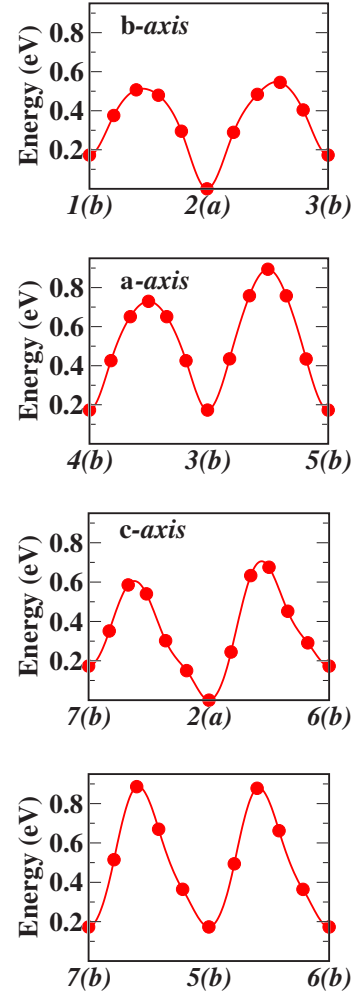 b-axis
Energy (eV)
0.8
0.6
0.4
0.2
1(b) 2(a) 3(b)
a-axis
Energy (eV)
0.8
0.6
0.4
0.2
4(b) 3(b) 5(b)
c-axis
Energy (eV)
0.8
0.6
0.4
0.2
7(b) 2(a) 6(b)
Energy (eV)
0.8
0.6
0.4
0.2
7(b) 5(b) 6(b)